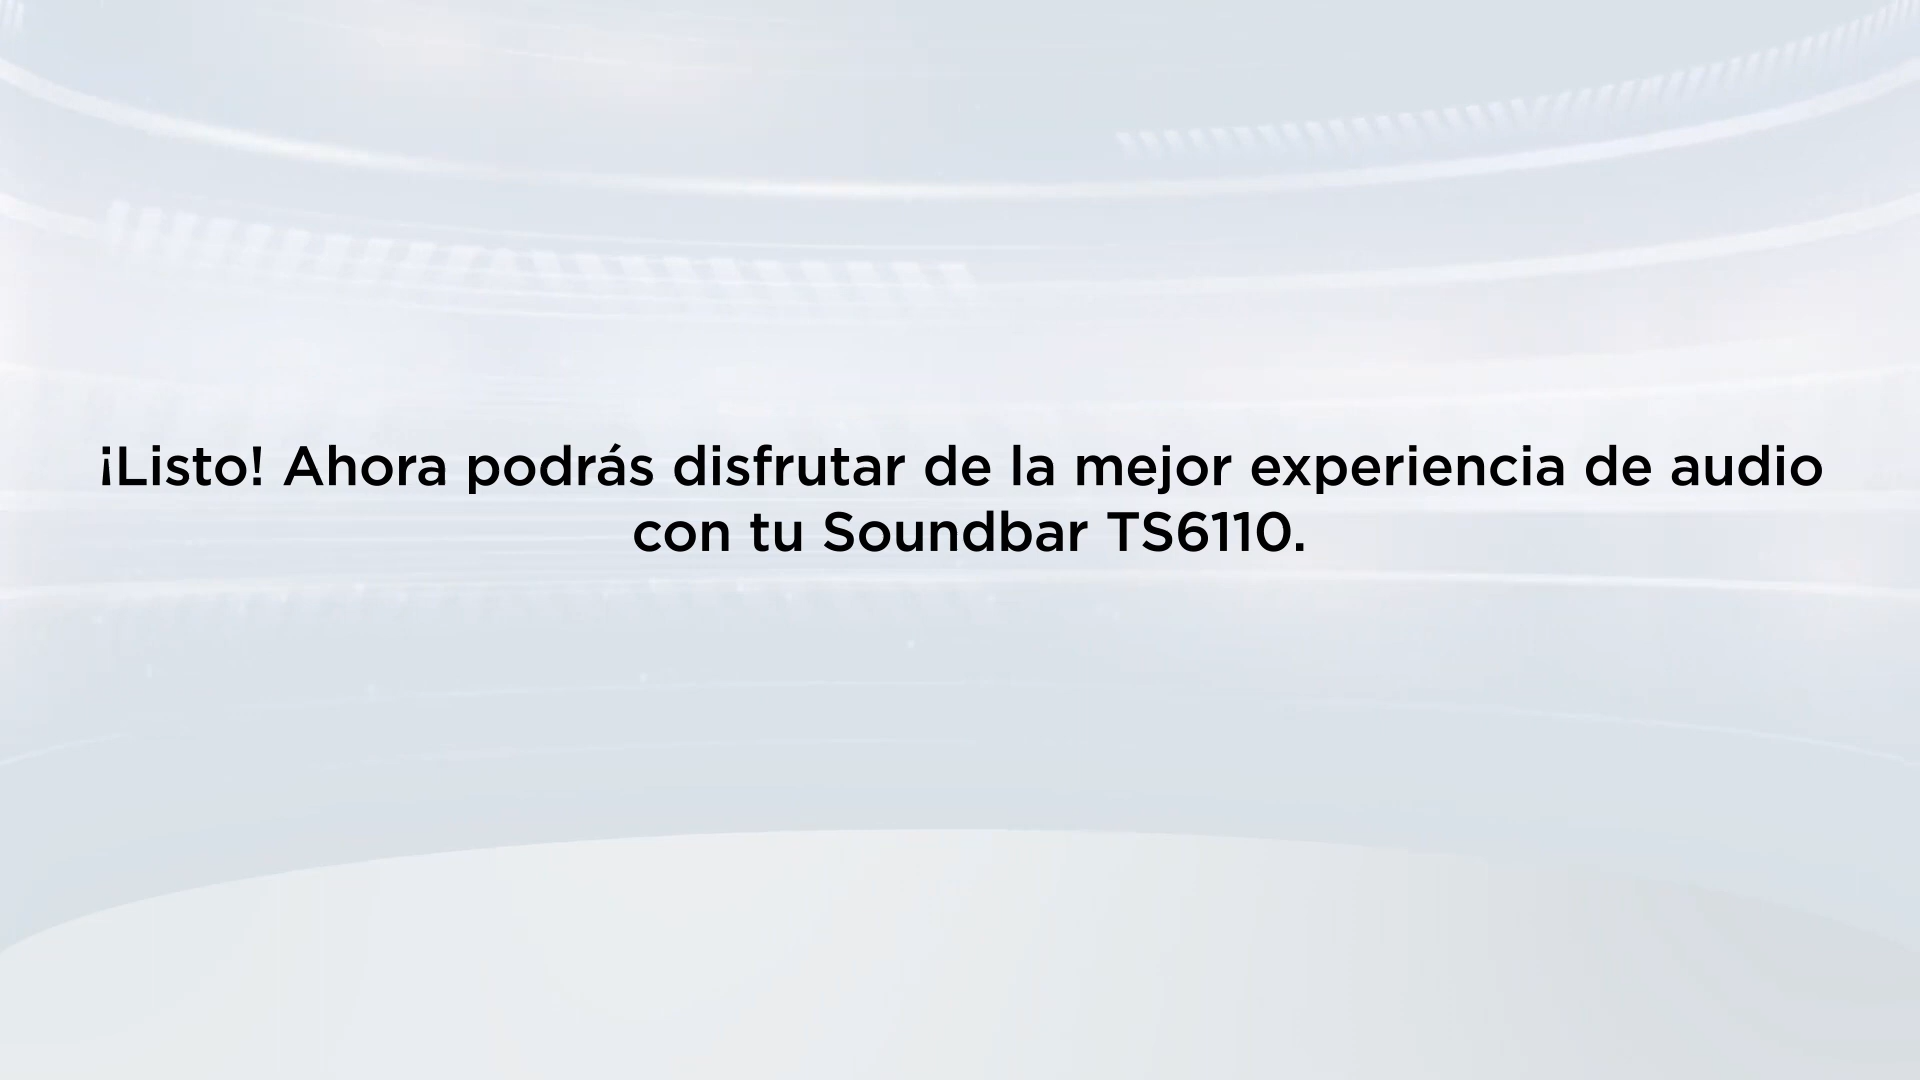 ¡Listo! Ahora podrás disfrutar de la mejor experiencia de audio
con tu Soundbar TS6110.